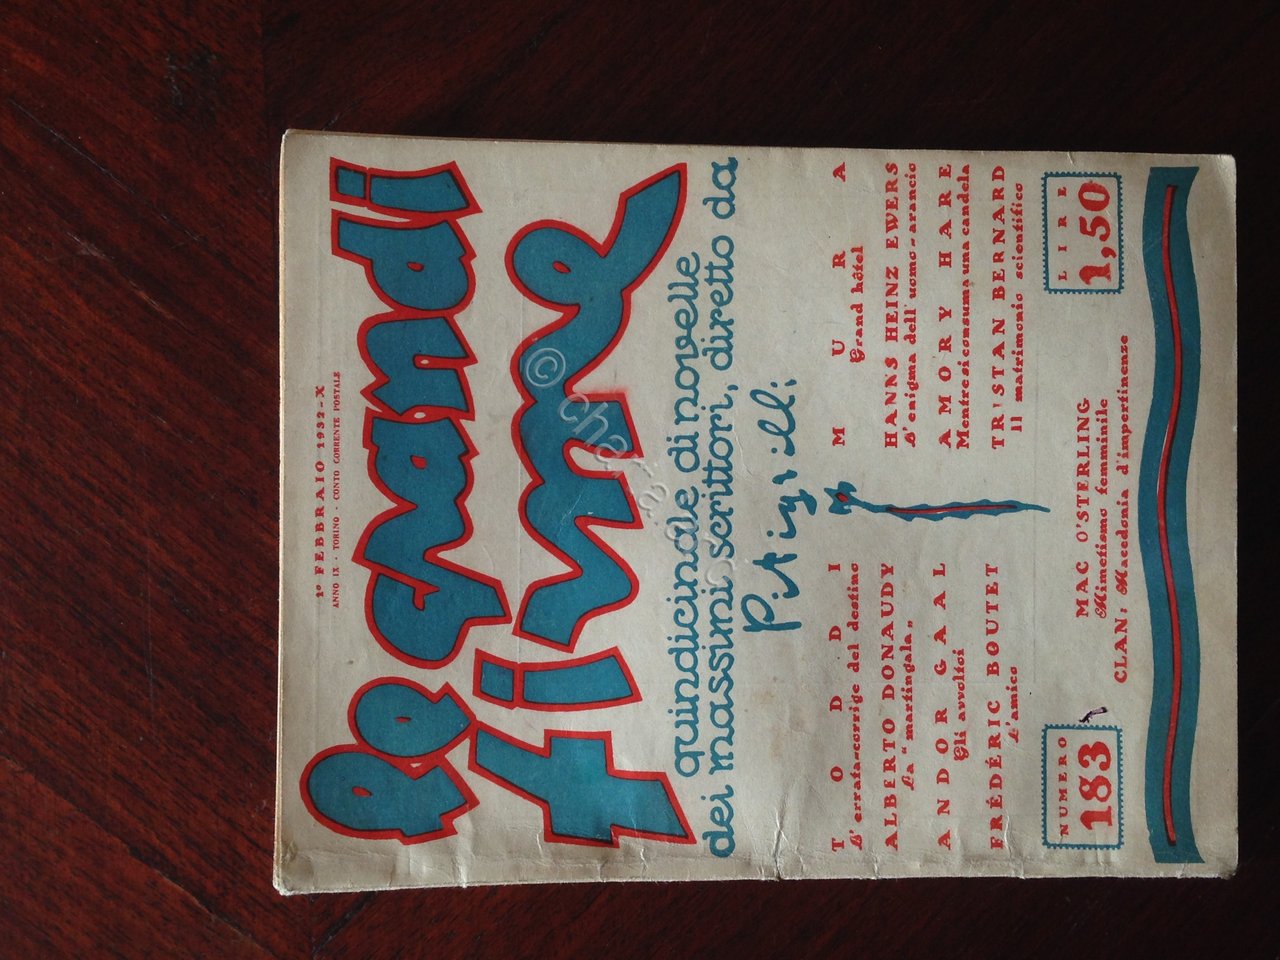 1º FEBBRAIO 1932-X
ANNO IX · TORINO · CONTO CORRENTE POSTALE
le grandi
firme
quindicinale di novelle
dei massimi scrittori, diretto da
Pitigrilli
TODDI
L'errata-corrige del destino
ALBERTO DONAUDY
La "martingala„
ANDOR GAAL
Gli avvoltoi
FRÉDÉRIC BOUTET
L'amico
MURA
Grand hôtel
HANNS HEINZ EWERS
L'enigma dell'uomo-arancio
AMORY HARE
Mentre si consuma una candela
TRISTAN BERNARD
Il matrimonio scientifico
MAC O'STERLING
Mimetismo femminile
CLAN: Macedonia d'impertinenze
NUMERO
183
LIRE
1,50
©